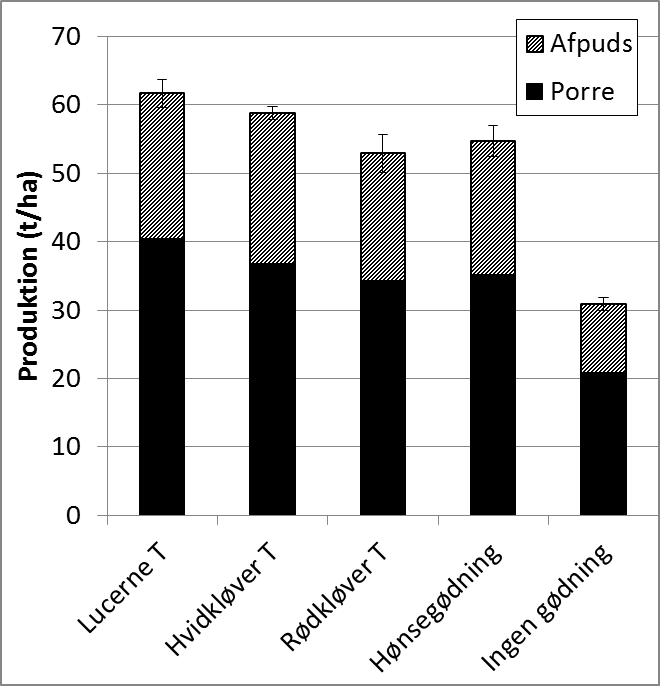 Afpuds
Porre
Produktion (t/ha)
70
60
50
40
30
20
10
0
Lucerne T
Hvidkløver T
Rødkløver T
Hønsegødning
Ingen gødning